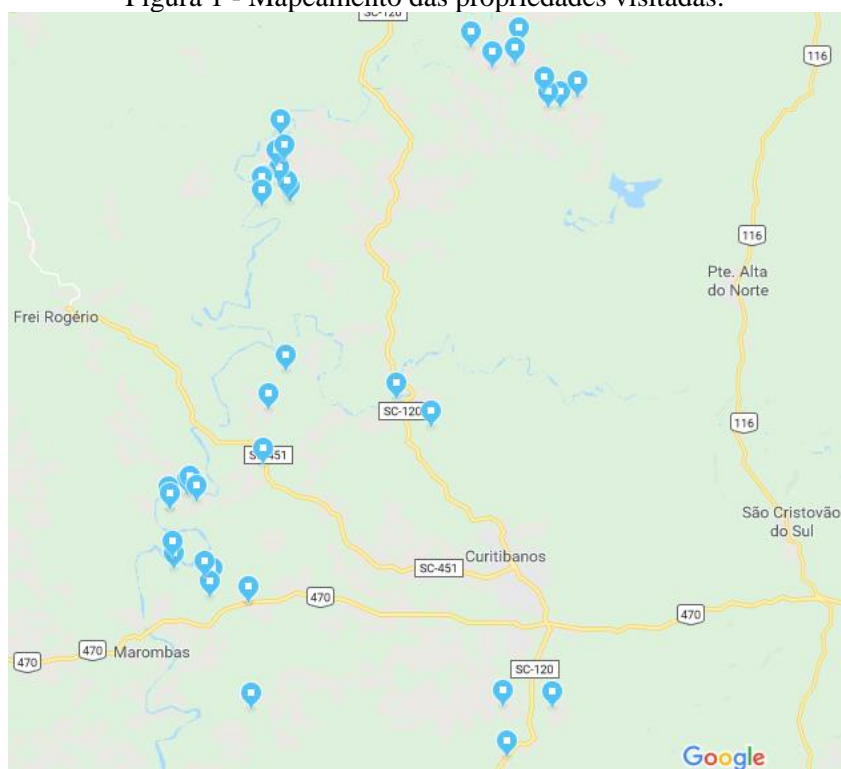 Figura 1 - Mapeamento das propriedades visitadas.
SC-120
116
116
Pte. Alta
do Norte
Frei Rogério
SC-120
116
SC-451
São Cristovão
do Sul
Curitibanos
SC-451
470
470
470
Marombas
470
SC-120
Google